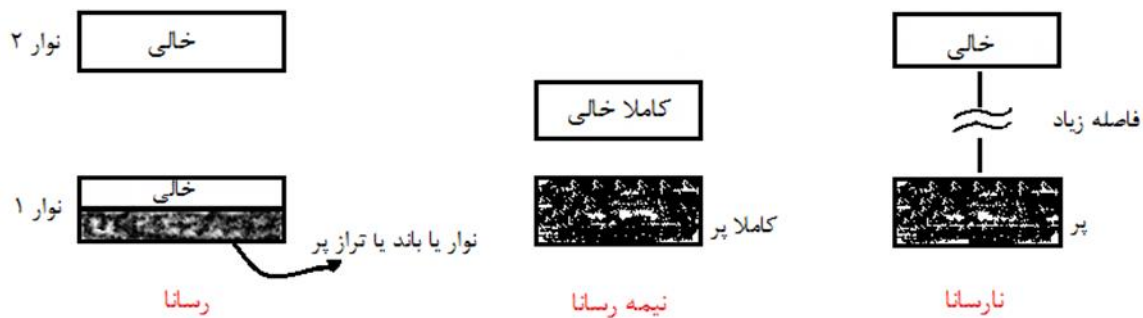 نوار ۲
خالی
نوار ۱
خالی
نوار یا باند یا تراز پر
رسانا
کاملا خالی
کاملا پر
نیمه رسانا
خالی
فاصله زیاد
پر
نارسانا